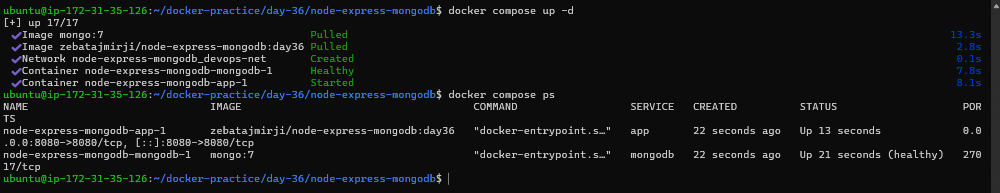 ubuntu@ip-172-31-35-126:~/docker-practice/day-36/node-express-mongodb$ docker compose up -d
[+] up 17/17
✔Image mongo:7 Pulled 13.3s
✔Image zebatajmirji/node-express-mongodb:day36 Pulled 2.8s
✔Network node-express-mongodb_devops-net Created 0.1s
✔Container node-express-mongodb-mongodb-1 Healthy 7.8s
✔Container node-express-mongodb-app-1 Started 8.1s
ubuntu@ip-172-31-35-126:~/docker-practice/day-36/node-express-mongodb$ docker compose ps
NAME IMAGE COMMAND SERVICE CREATED STATUS POR
TS
node-express-mongodb-app-1 zebatajmirji/node-express-mongodb:day36 "docker-entrypoint.s…" app 22 seconds ago Up 13 seconds 0.0
.0.0:8080->8080/tcp, [::]:8080->8080/tcp
node-express-mongodb-mongodb-1 mongo:7 "docker-entrypoint.s…" mongodb 22 seconds ago Up 21 seconds (healthy) 270
17/tcp
ubuntu@ip-172-31-35-126:~/docker-practice/day-36/node-express-mongodb$